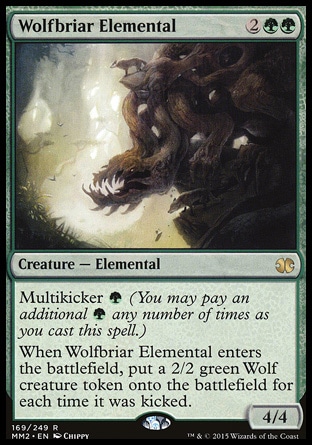 Wolfbriar Elemental 2
Creature — Elemental
Multikicker (You may pay an
additional any number of times as
you cast this spell.)
When Wolfbriar Elemental enters
the battlefield, put a 2/2 green Wolf
creature token onto the battlefield for
each time it was kicked.
4/4
169/249 R
MM2 • EN Chippy
™ & © 2015 Wizards of the Coast